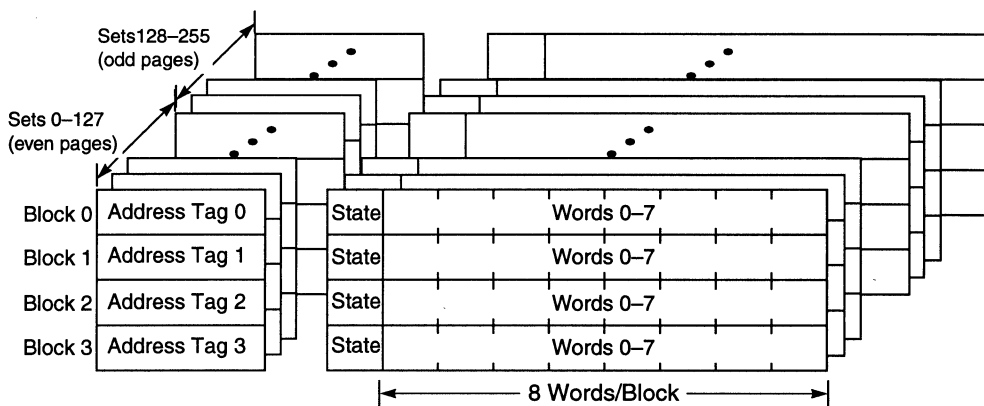 Sets128–255
(odd pages)
Sets 0–127
(even pages)
Block 0 Address Tag 0 State Words 0–7
Block 1 Address Tag 1 State Words 0–7
Block 2 Address Tag 2 State Words 0–7
Block 3 Address Tag 3 State Words 0–7
8 Words/Block